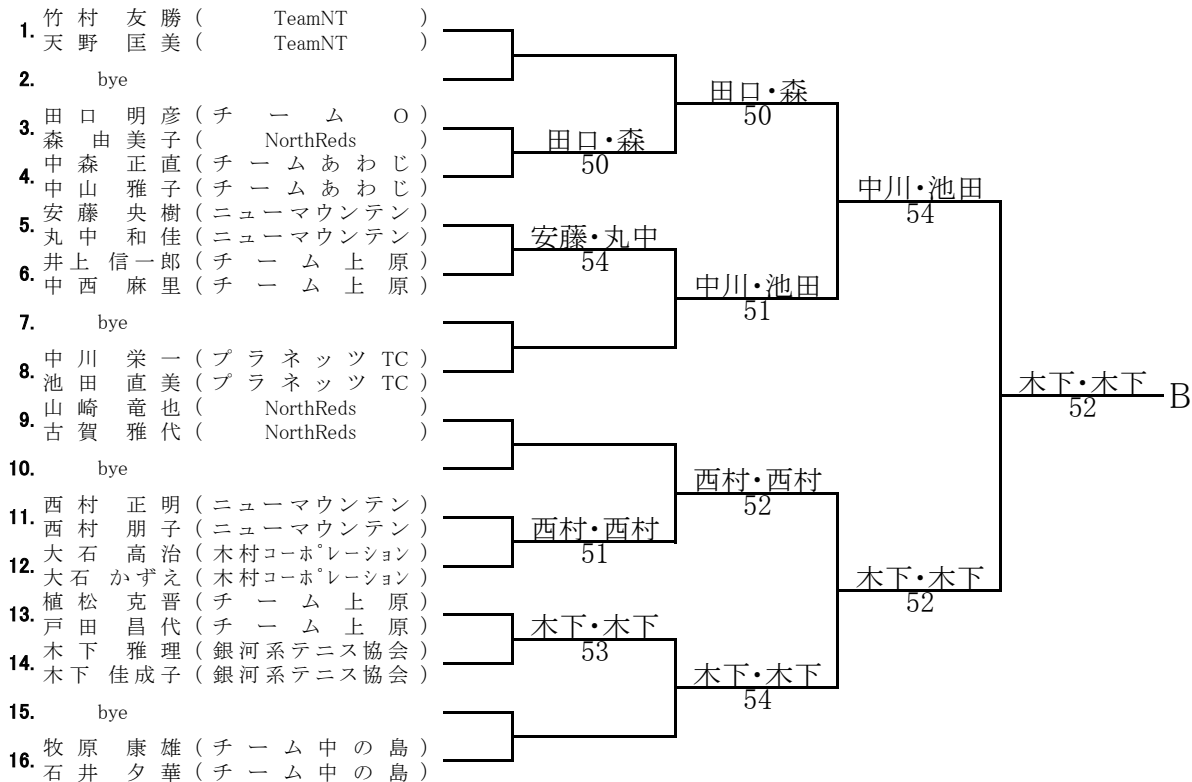 1. 竹村 友勝 ( TeamNT )
天野 匡美 ( TeamNT )
2. bye
3. 田口 明彦 ( チーム O )
森 由美子 ( NorthReds )
4. 中森 正直 ( チームあわじ )
中山 雅子 ( チームあわじ )
5. 安藤 央樹 ( ニューマウンテン )
丸中 和佳 ( ニューマウンテン )
6. 井上 信一郎 ( チーム上原 )
中西 麻里 ( チーム上原 )
7. bye
8. 中川 栄一 ( プラネッツ TC )
池田 直美 ( プラネッツ TC )
9. 山崎 竜也 ( NorthReds )
古賀 雅代 ( NorthReds )
10. bye
11. 西村 正明 ( ニューマウンテン )
西村 朋子 ( ニューマウンテン )
12. 大石 高治 ( 木村コーポレーション )
大石 かずえ ( 木村コーポレーション )
13. 植松 克晋 ( チーム上原 )
戸田 昌代 ( チーム上原 )
14. 木下 雅理 ( 銀河系テニス協会 )
木下 佳成子 ( 銀河系テニス協会 )
15. bye
16. 牧原 康雄 ( チーム中の島 )
石井 夕華 ( チーム中の島 )
田口・森
50
安藤・丸中
54
西村・西村
51
木下・木下
53
田口・森
50
中川・池田
51
西村・西村
52
木下・木下
54
中川・池田
54
木下・木下
52
木下・木下
52
B